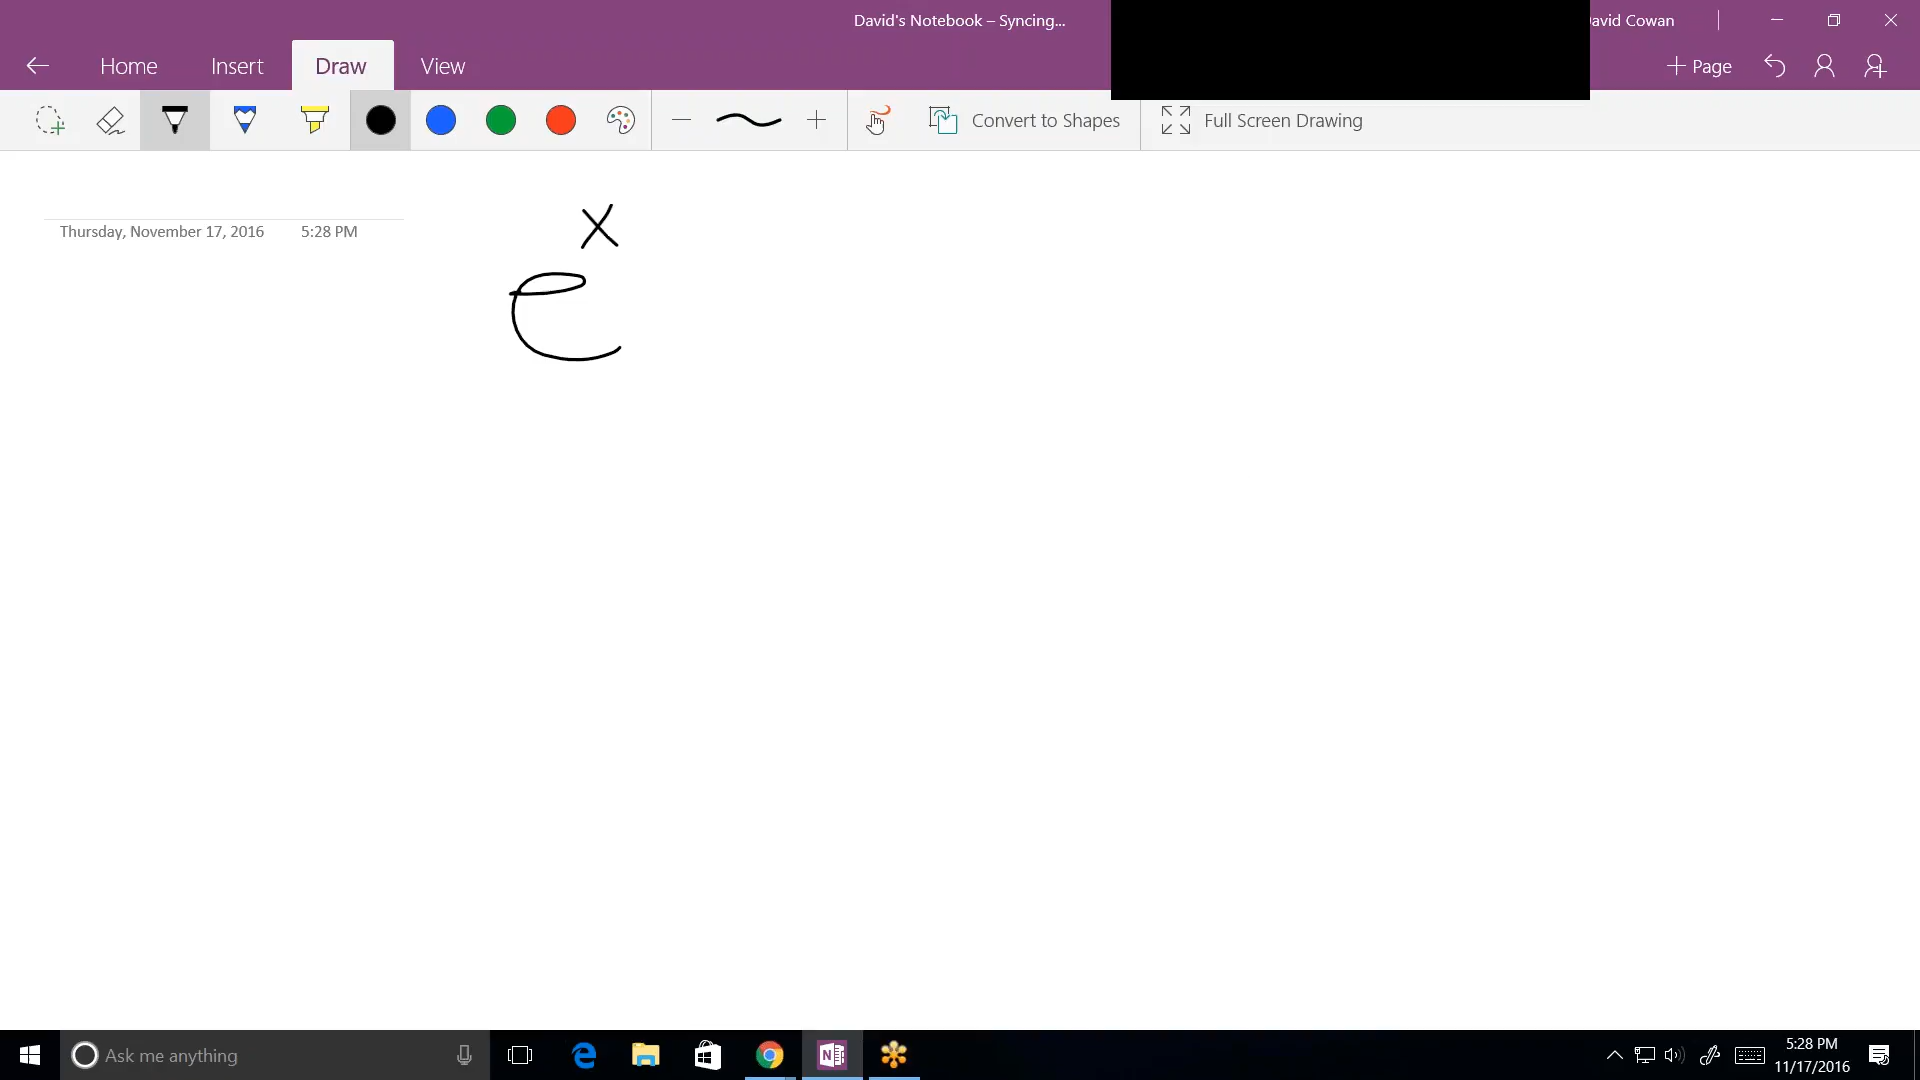 David's Notebook – Syncing...
avid Cowan
Home Insert Draw View
Page
Convert to Shapes
Full Screen Drawing
Thursday, November 17, 2016 5:28 PM
e^x
Ask me anything
5:28 PM
11/17/2016